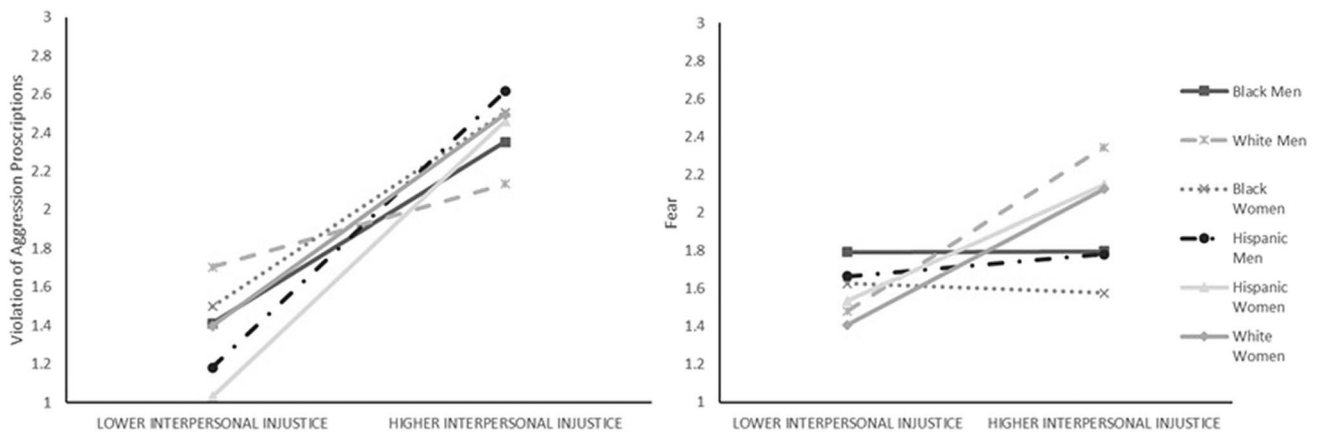 Violation of Aggression Proscriptions
3
2.8
2.6
2.4
2.2
2
1.8
1.6
1.4
1.2
1
LOWER INTERPERSONAL INJUSTICE
HIGHER INTERPERSONAL INJUSTICE
Fear
3
2.8
2.6
2.4
2.2
2
1.8
1.6
1.4
1.2
1
LOWER INTERPERSONAL INJUSTICE
HIGHER INTERPERSONAL INJUSTICE
Black Men
White Men
Black
Women
Hispanic
Men
Hispanic
Women
White
Women